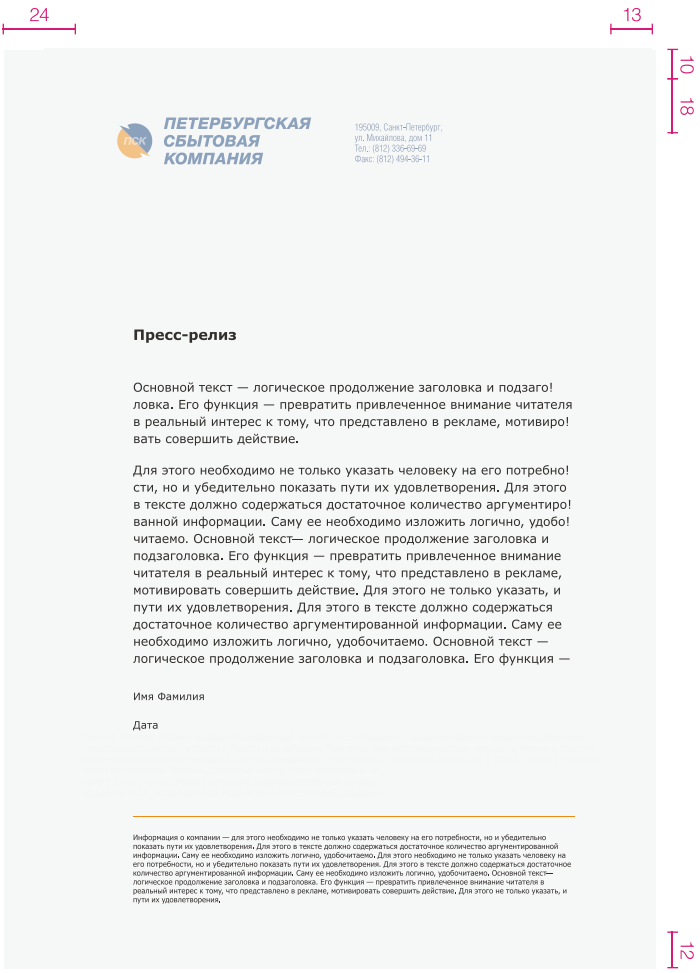 24
13
10
18
ПСК
ПЕТЕРБУРГСКАЯ
СБЫТОВАЯ
КОМПАНИЯ
195009, Санкт-Петербург,
ул. Михайлова, дом 11
Тел.: (812) 336-69-69
Факс: (812) 494-36-11
Пресс-релиз
Основной текст — логическое продолжение заголовка и подзаго!
ловка. Его функция — превратить привлеченное внимание читателя
в реальный интерес к тому, что представлено в рекламе, мотивиро!
вать совершить действие.
Для этого необходимо не только указать человеку на его потребно!
сти, но и убедительно показать пути их удовлетворения. Для этого
в тексте должно содержаться достаточное количество аргументиро!
ванной информации. Саму ее необходимо изложить логично, удобо!
читаемо. Основной текст— логическое продолжение заголовка и
подзаголовка. Его функция — превратить привлеченное внимание
читателя в реальный интерес к тому, что представлено в рекламе,
мотивировать совершить действие. Для этого не только указать, и
пути их удовлетворения. Для этого в тексте должно содержаться
достаточное количество аргументированной информации. Саму ее
необходимо изложить логично, удобочитаемо. Основной текст —
логическое продолжение заголовка и подзаголовка. Его функция —
Имя Фамилия
Дата
Информация о компании — для этого необходимо не только указать человеку на его потребности, но и убедительно
показать пути их удовлетворения. Для этого в тексте должно содержаться достаточное количество аргументированной
информации. Саму ее необходимо изложить логично, удобочитаемо. Для этого необходимо не только указать человеку на
его потребности, но и убедительно показать пути их удовлетворения. Для этого в тексте должно содержаться достаточное
количество аргументированной информации. Саму ее необходимо изложить логично, удобочитаемо. Основной текст—
логическое продолжение заголовка и подзаголовка. Его функция — превратить привлеченное внимание читателя в
реальный интерес к тому, что представлено в рекламе, мотивировать совершить действие. Для этого не только указать, и
пути их удовлетворения.
12